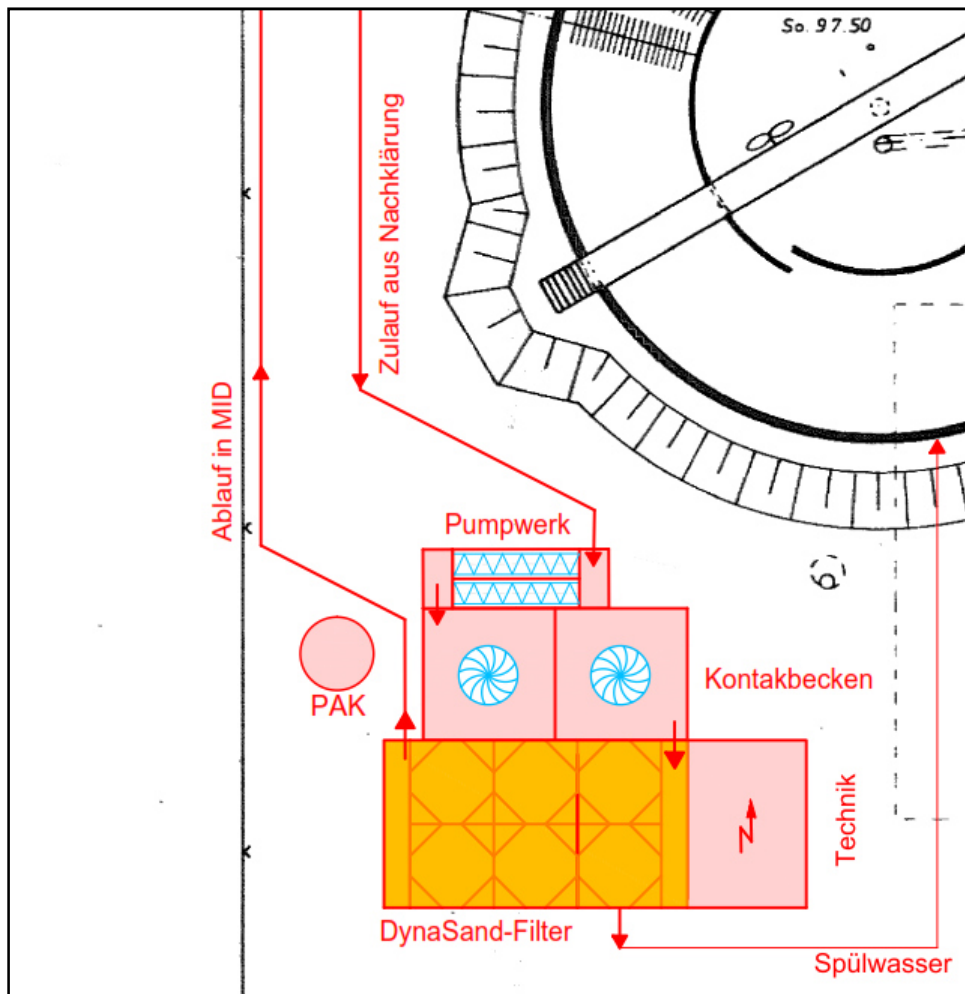 So. 97.50
Zulauf aus Nachklärung
Ablauf in MID
Pumpwerk
PAK
Kontakbecken
Technik
DynaSand-Filter
Spülwasser